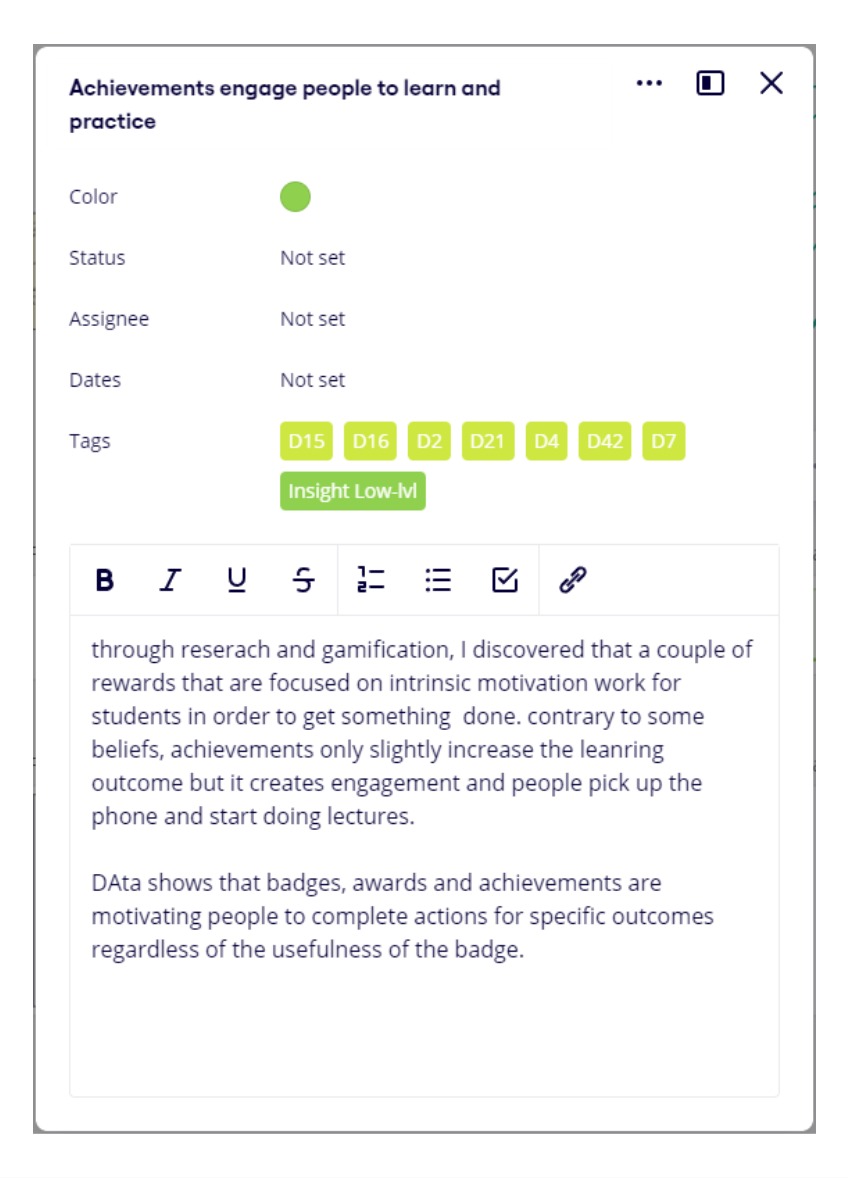 Achievements engage people to learn and
practice
Color
Status Not set
Assignee Not set
Dates Not set
Tags D15 D16 D2 D21 D4 D42 D7
Insight Low-lvl
through reserach and gamification, I discovered that a couple of
rewards that are focused on intrinsic motivation work for
students in order to get something  done. contrary to some
beliefs, achievements only slightly increase the leanring
outcome but it creates engagement and people pick up the
phone and start doing lectures.
DAta shows that badges, awards and achievements are
motivating people to complete actions for specific outcomes
regardless of the usefulness of the badge.